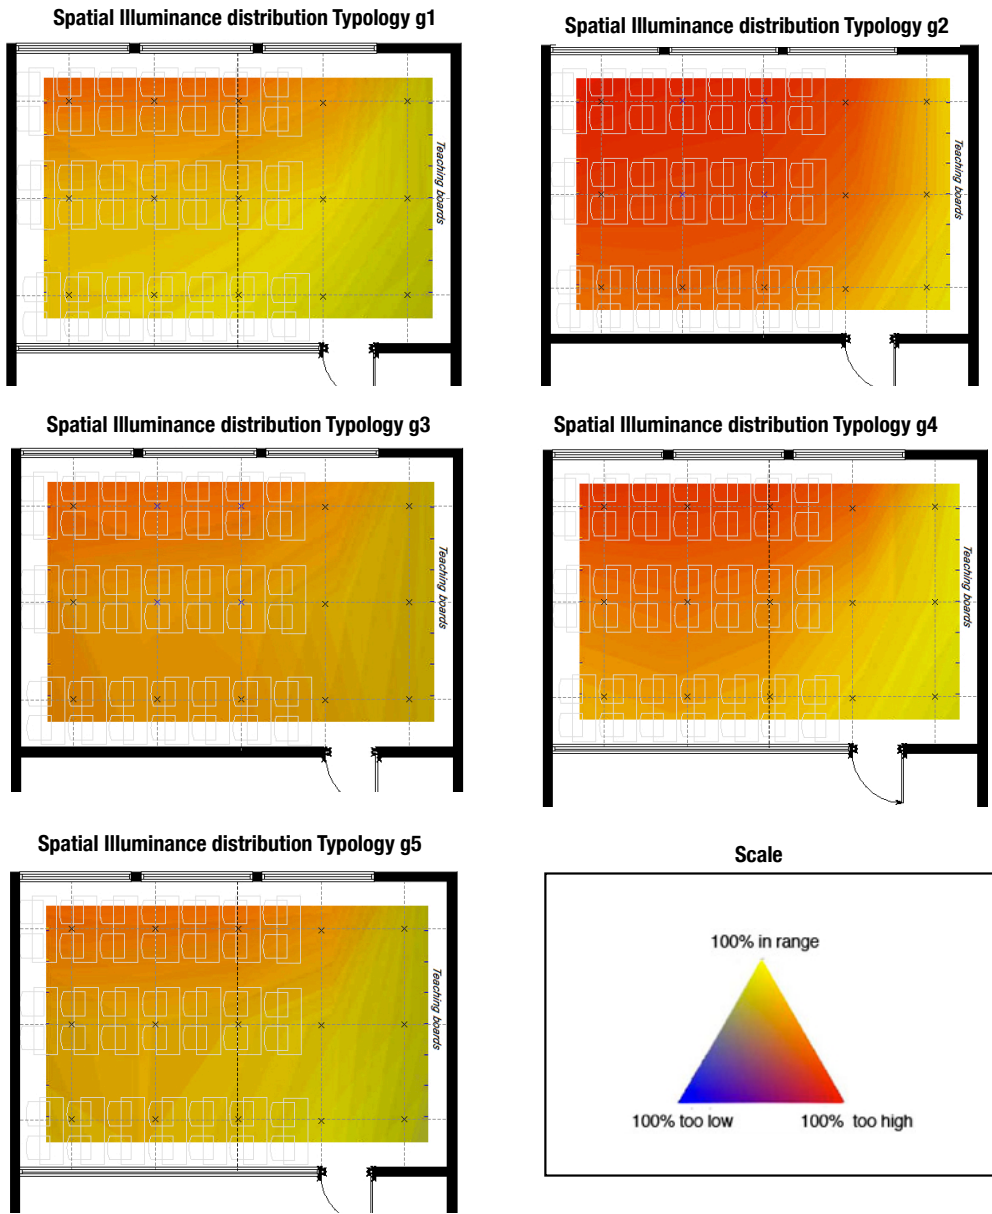 Spatial Illuminance distribution Typology g1
Teaching boards
Spatial Illuminance distribution Typology g2
Teaching boards
Spatial Illuminance distribution Typology g3
Teaching boards
Spatial Illuminance distribution Typology g4
Teaching boards
Spatial Illuminance distribution Typology g5
Teaching boards
Scale
100% in range
100% too low
100% too high